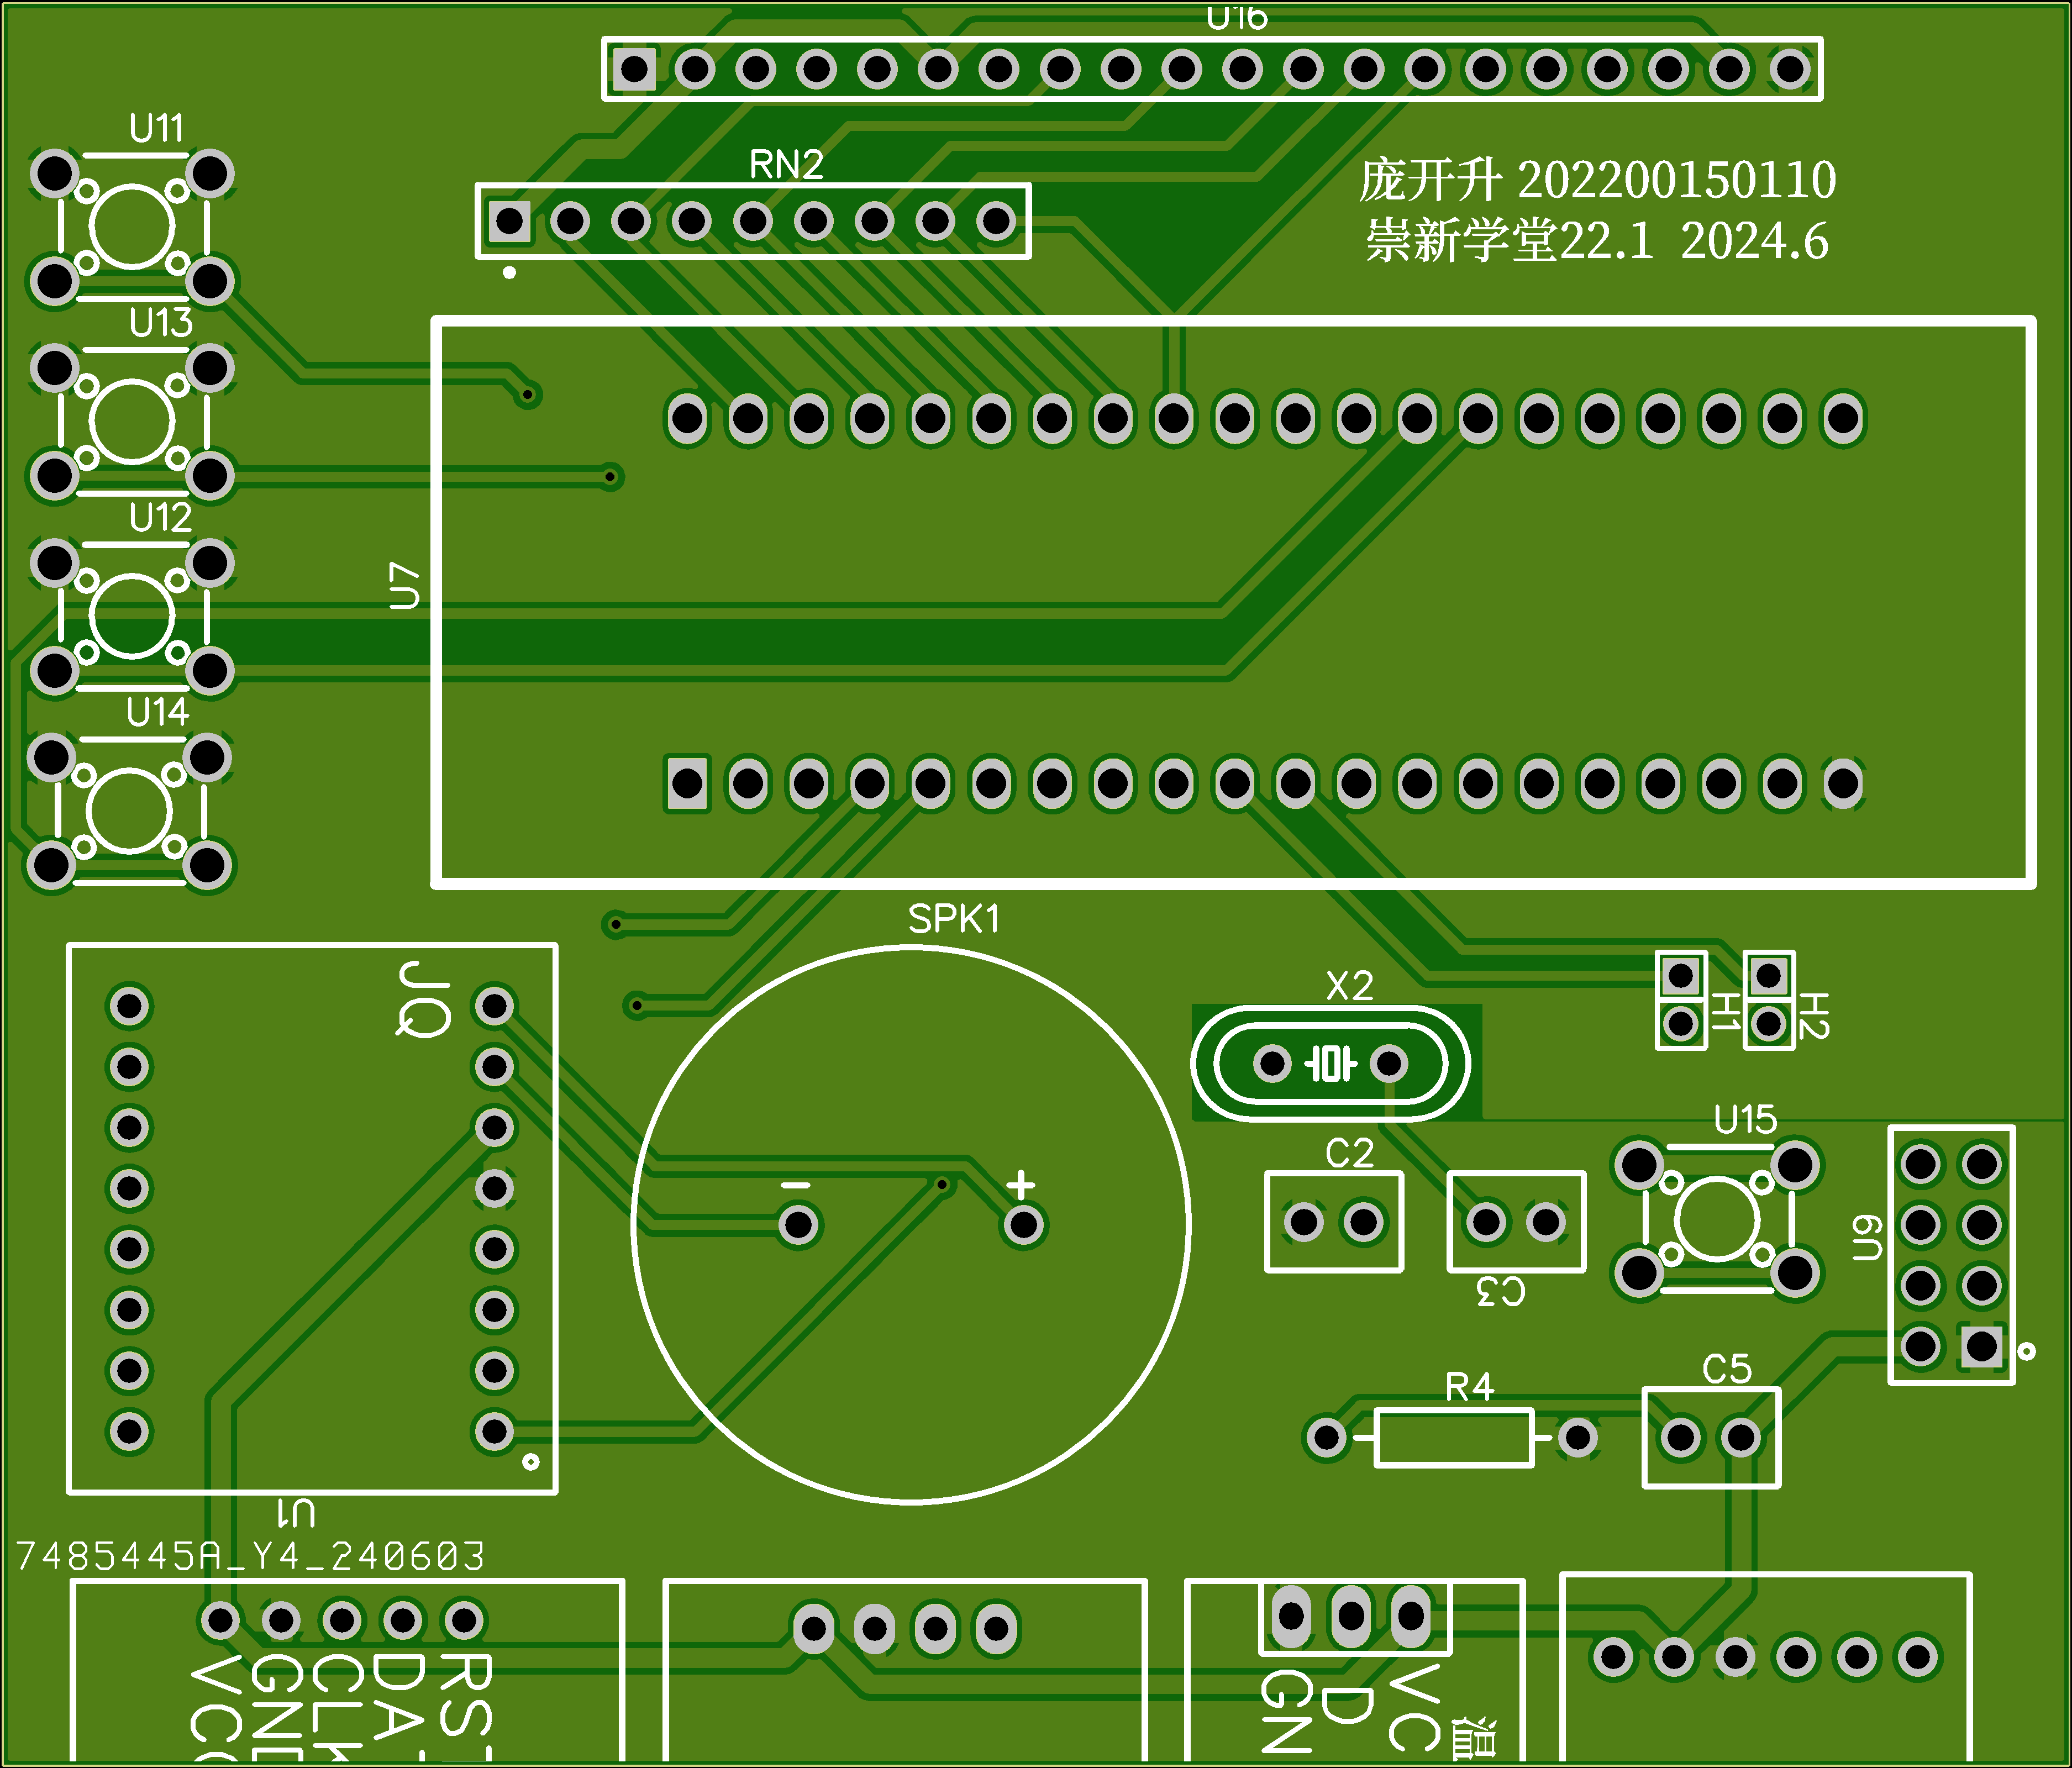 U16
U11
RN2
庞开升 202200150110
崇新学堂22.1 2024.6
U13
U12
U7
U14
SPK1
JQ
X2
H1
H2
U15
C2
U9
C3
C5
R4
U1
7485445A_Y4_240603
-
+
GND
CLK
RST
GN
D
VC